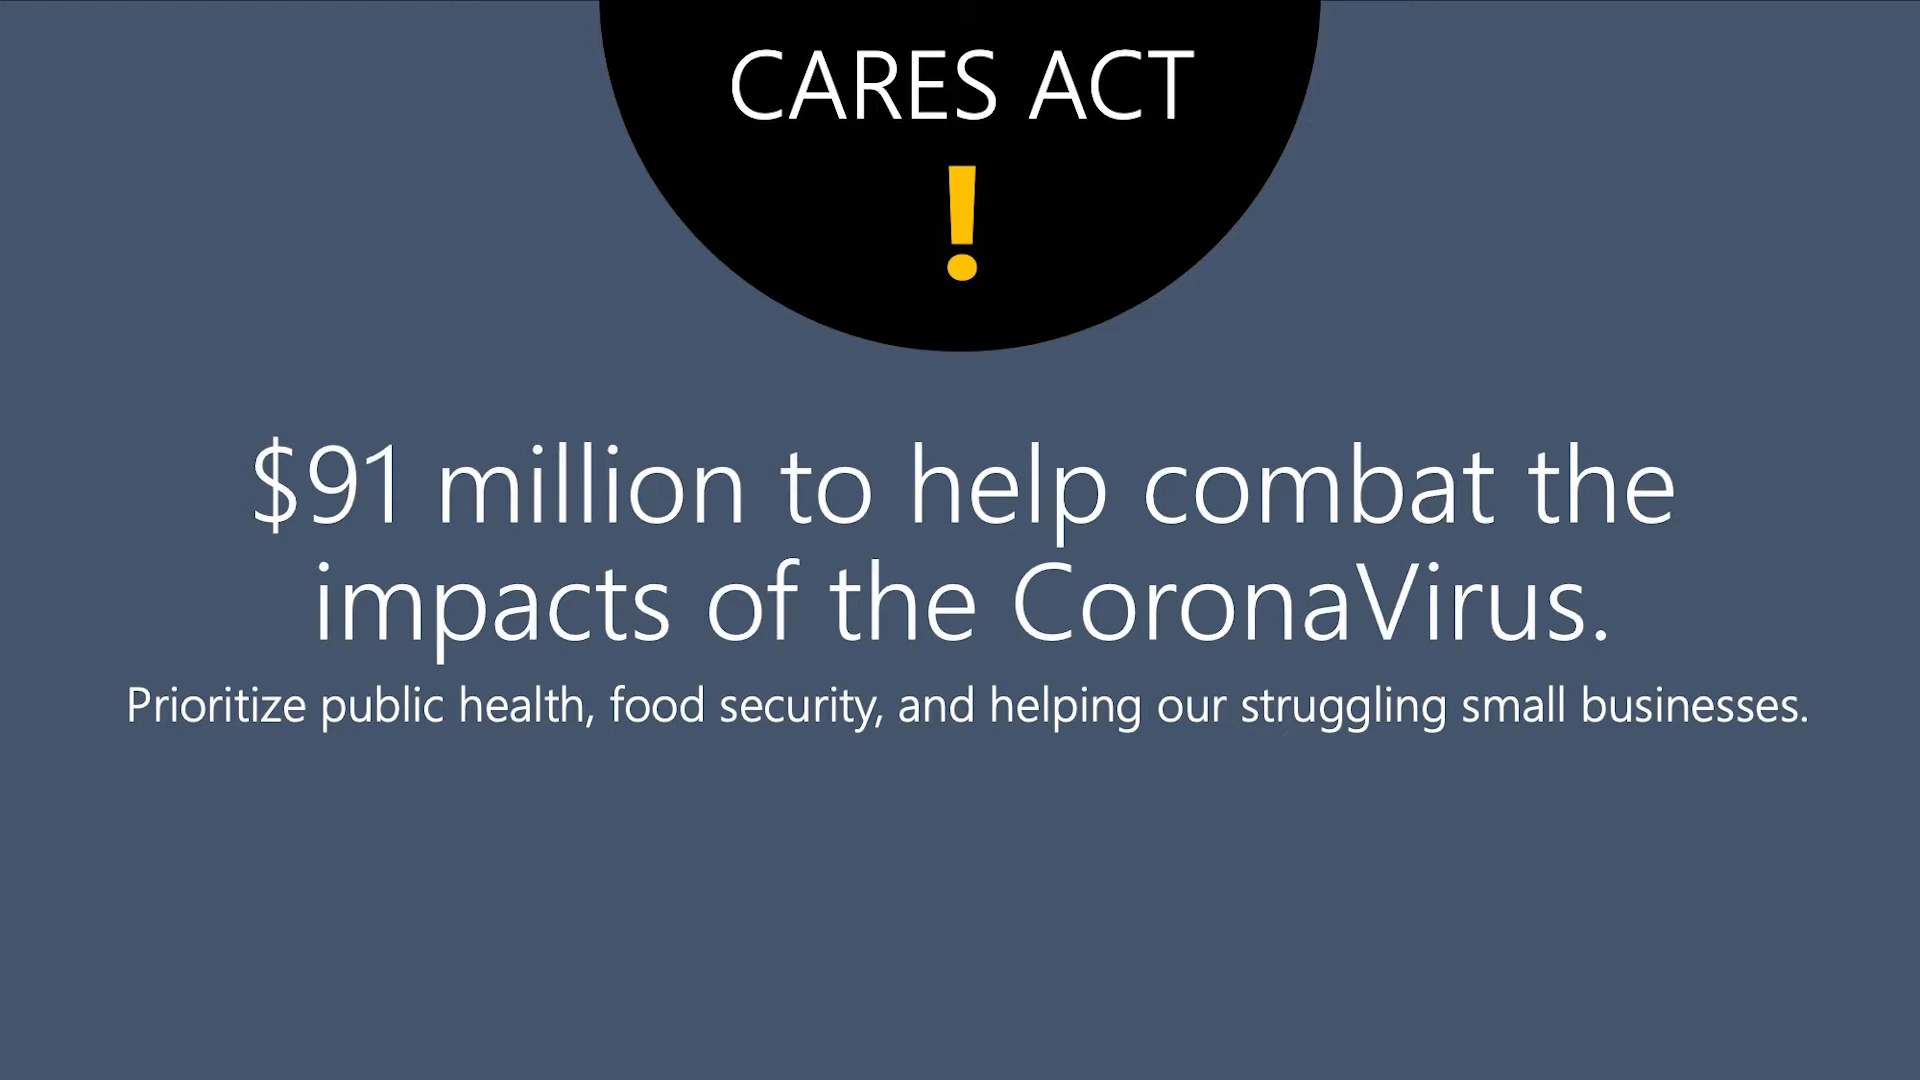 CARES ACT
!
$91 million to help combat the
impacts of the CoronaVirus.
Prioritize public health, food security, and helping our struggling small businesses.